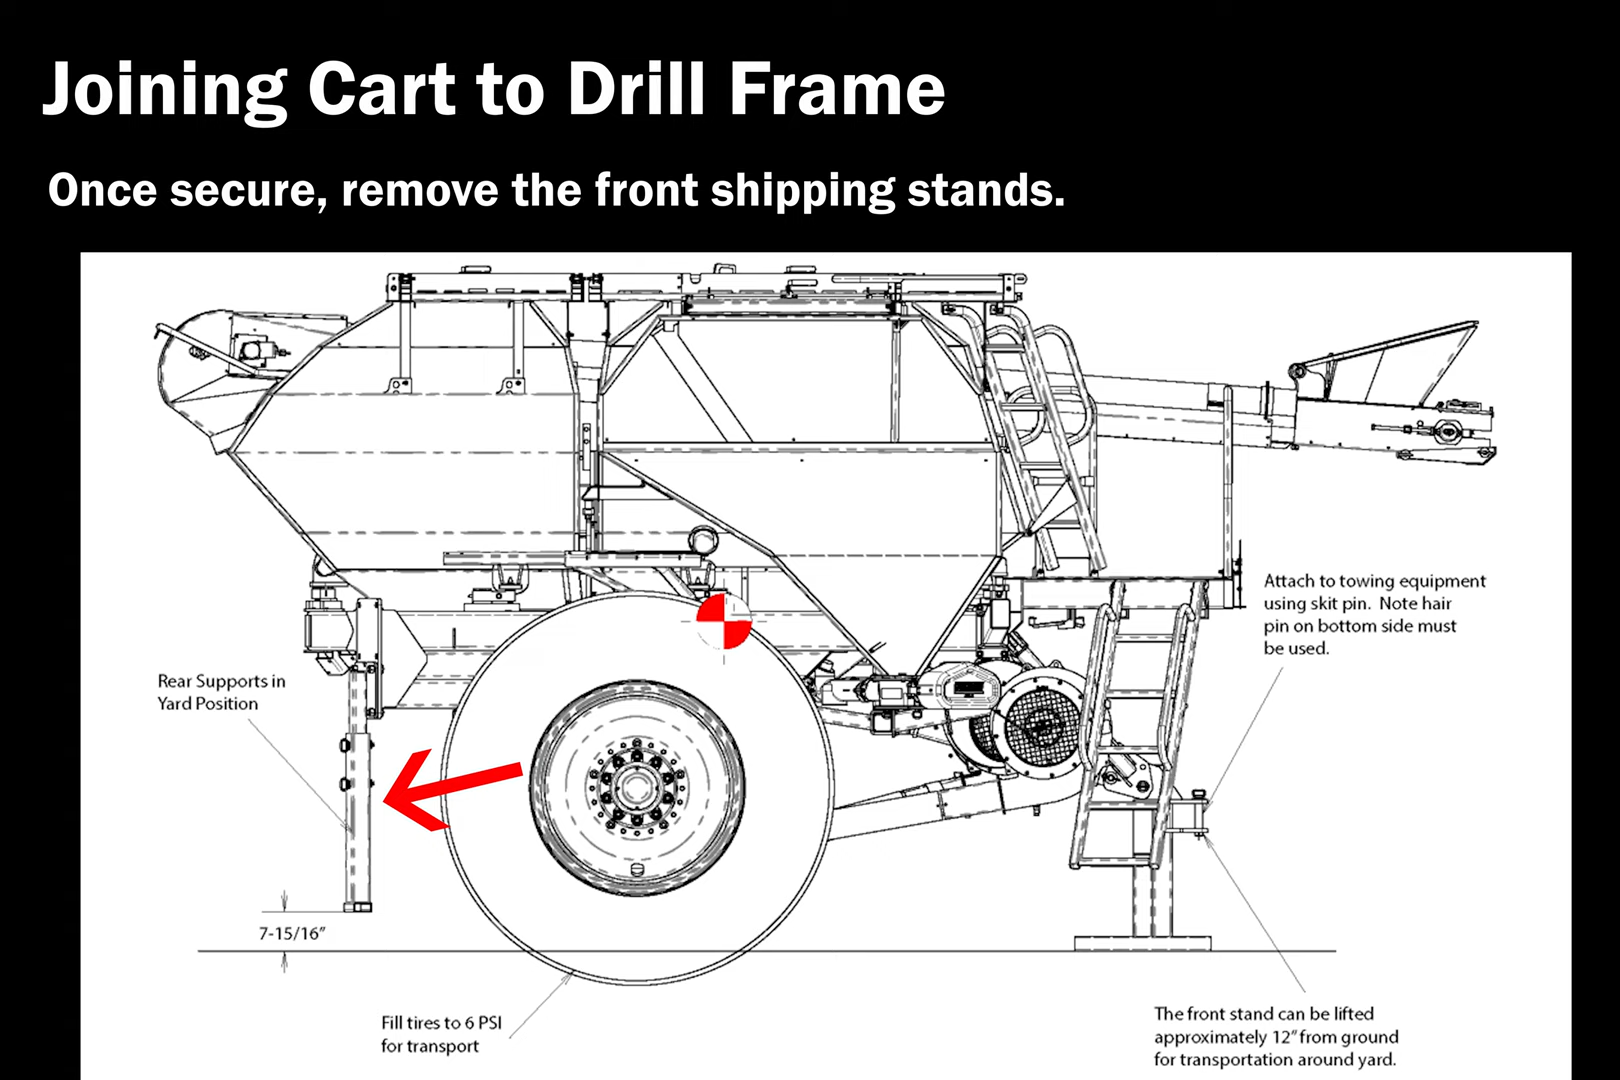 Joining Cart to Drill Frame
Once secure, remove the front shipping stands.
Attach to towing equipment
using skit pin. Note hair
pin on bottom side must
be used.
Rear Supports in
Yard Position
7-15/16"
Fill tires to 6 PSI
for transport
The front stand can be lifted
approximately 12" from ground
for transportation around yard.